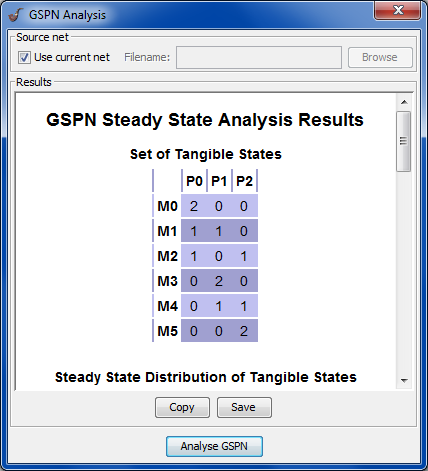 GSPN Analysis
Source net
Use current net Filename: Browse
Results
GSPN Steady State Analysis Results
Set of Tangible States
P0 P1 P2
M0 2 0 0
M1 1 1 0
M2 1 0 1
M3 0 2 0
M4 0 1 1
M5 0 0 2
Steady State Distribution of Tangible States
Copy Save
Analyse GSPN